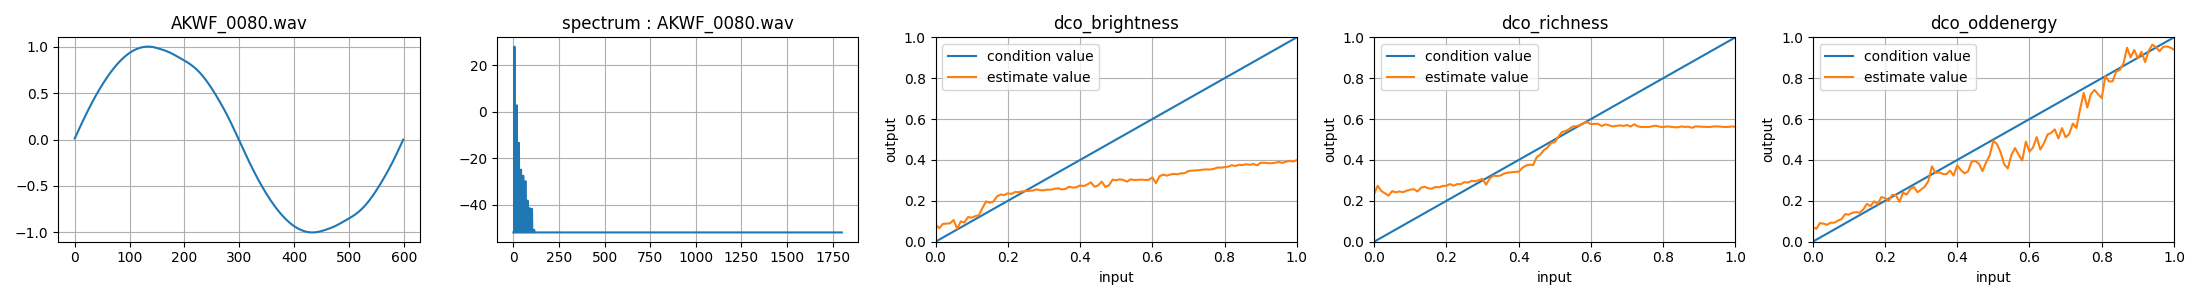 AKWF_0080.wav
1.0
0.5
0.0
−0.5
−1.0
0 100 200 300 400 500 600
spectrum : AKWF_0080.wav
20
0
−20
−40
0 250 500 750 1000 1250 1500 1750
dco_brightness
condition value
estimate value
output
1.0
0.8
0.6
0.4
0.2
0.0
0.0 0.2 0.4 0.6 0.8 1.0
input
dco_richness
condition value
estimate value
output
1.0
0.8
0.6
0.4
0.2
0.0
0.0 0.2 0.4 0.6 0.8 1.0
input
dco_oddenergy
condition value
estimate value
output
1.0
0.8
0.6
0.4
0.2
0.0
0.0 0.2 0.4 0.6 0.8 1.0
input